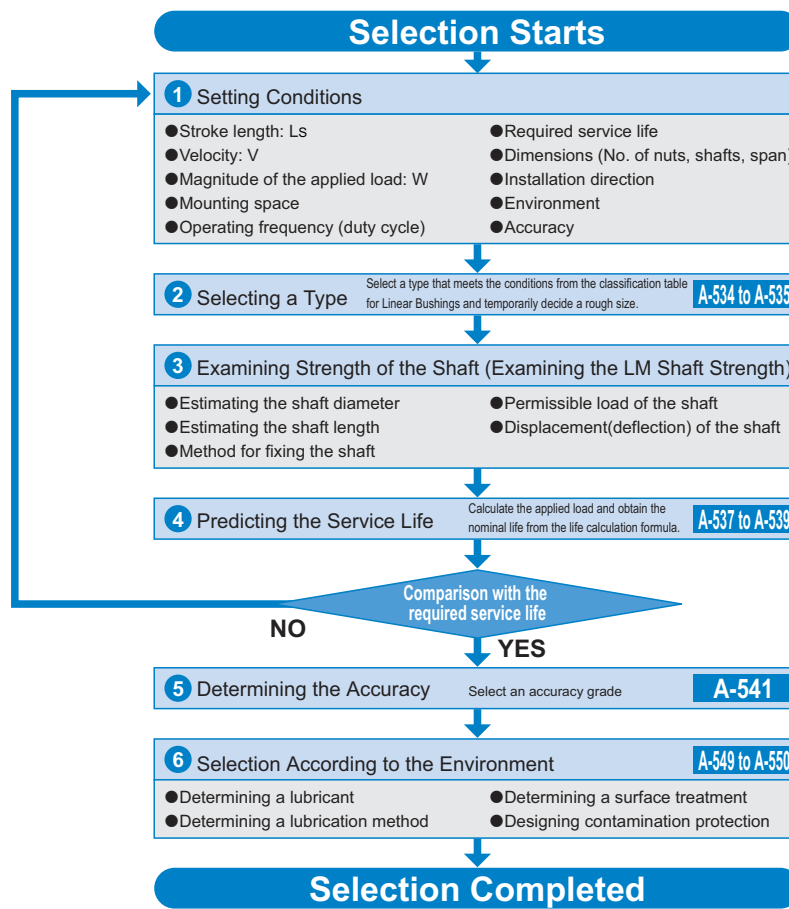 Selection Starts
1 Setting Conditions
●Stroke length: Ls
●Velocity: V
●Magnitude of the applied load: W
●Mounting space
●Operating frequency (duty cycle)
●Required service life
●Dimensions (No. of nuts, shafts, span)
●Installation direction
●Environment
●Accuracy
2 Selecting a Type
Select a type that meets the conditions from the classification table
for Linear Bushings and temporarily decide a rough size.
A-534 to A-535
3 Examining Strength of the Shaft (Examining the LM Shaft Strength)
●Estimating the shaft diameter
●Estimating the shaft length
●Method for fixing the shaft
●Permissible load of the shaft
●Displacement(deflection) of the shaft
4 Predicting the Service Life
Calculate the applied load and obtain the
nominal life from the life calculation formula.
A-537 to A-539
Comparison with the
required service life
NO
YES
5 Determining the Accuracy
Select an accuracy grade
A-541
6 Selection According to the Environment
A-549 to A-550
●Determining a lubricant
●Determining a lubrication method
●Determining a surface treatment
●Designing contamination protection
Selection Completed